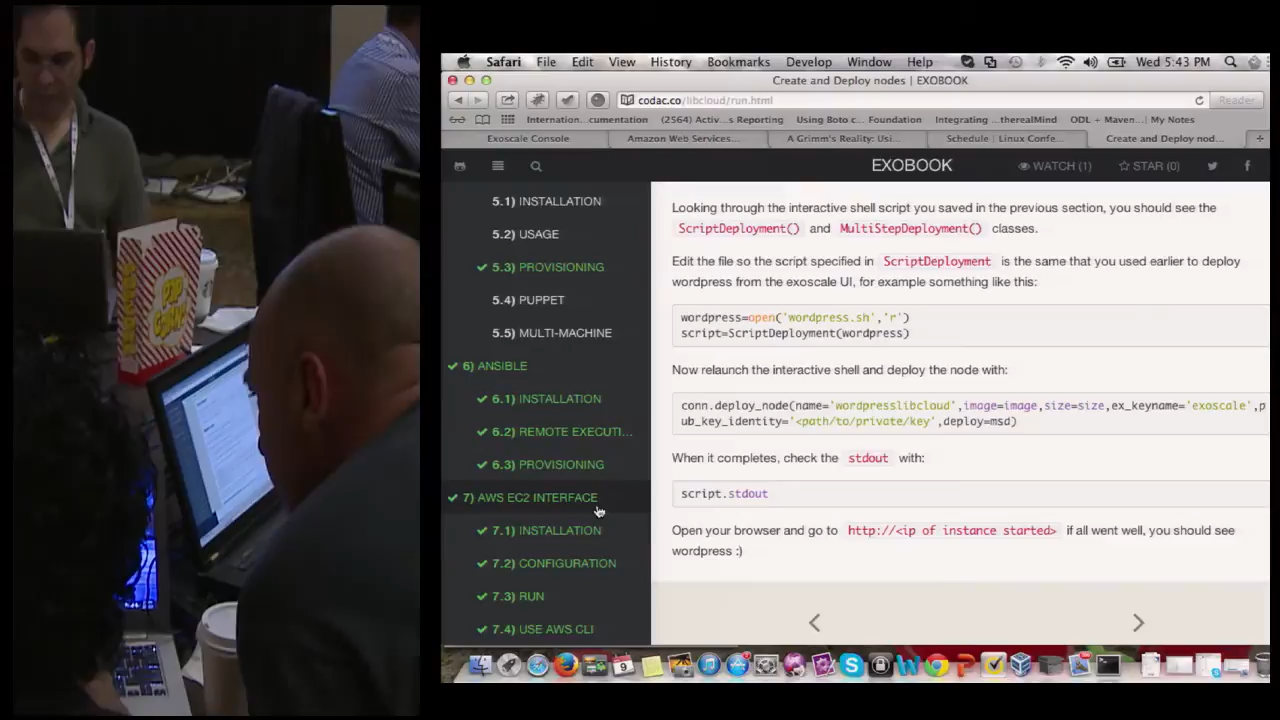 Safari File Edit View History Bookmarks Develop Window Help Wed 5:43 PM
Create and Deploy nodes | EXOBOOK
codac.co/libcloud/run.html
Reader
Internation...cumentation (2564) Activ...s Reporting Using Boto c... Foundation Integrating ...therealMind ODL + Maven... | My Notes
Exoscale Console Amazon Web Services... A Grimm's Reality: Usi... Schedule | Linux Confe... Create and Deploy nod...
EXOBOOK WATCH (1) STAR (0)
5.1) INSTALLATION
5.2) USAGE
5.3) PROVISIONING
5.4) PUPPET
5.5) MULTI-MACHINE
6) ANSIBLE
6.1) INSTALLATION
6.2) REMOTE EXECUTI...
6.3) PROVISIONING
7) AWS EC2 INTERFACE
7.1) INSTALLATION
7.2) CONFIGURATION
7.3) RUN
7.4) USE AWS CLI
Looking through the interactive shell script you saved in the previous section, you should see the
ScriptDeployment() and MultiStepDeployment() classes.
Edit the file so the script specified in ScriptDeployment is the same that you used earlier to deploy
wordpress from the exoscale UI, for example something like this:
wordpress=open('wordpress.sh','r')
script=ScriptDeployment(wordpress)
Now relaunch the interactive shell and deploy the node with:
conn.deploy_node(name='wordpresslibcloud',image=image,size=size,ex_keyname='exoscale',p
ub_key_identity='<path/to/private/key',deploy=msd)
When it completes, check the stdout with:
script.stdout
Open your browser and go to http://<ip of instance started> if all went well, you should see
wordpress :)